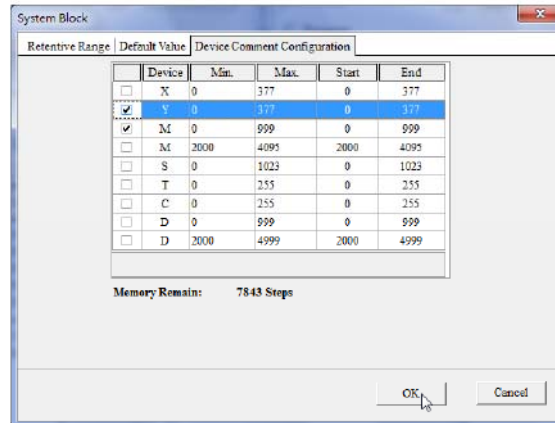 System Block
Retentive Range Default Value Device Comment Configuration
Device Min. Max. Start End
X 0 377 0 377
Y 0 377 0 377
M 0 999 0 999
M 2000 4095 2000 4095
S 0 1023 0 1023
T 0 255 0 255
C 0 255 0 255
D 0 999 0 999
D 2000 4999 2000 4999
Memory Remain: 7843 Steps
OK Cancel